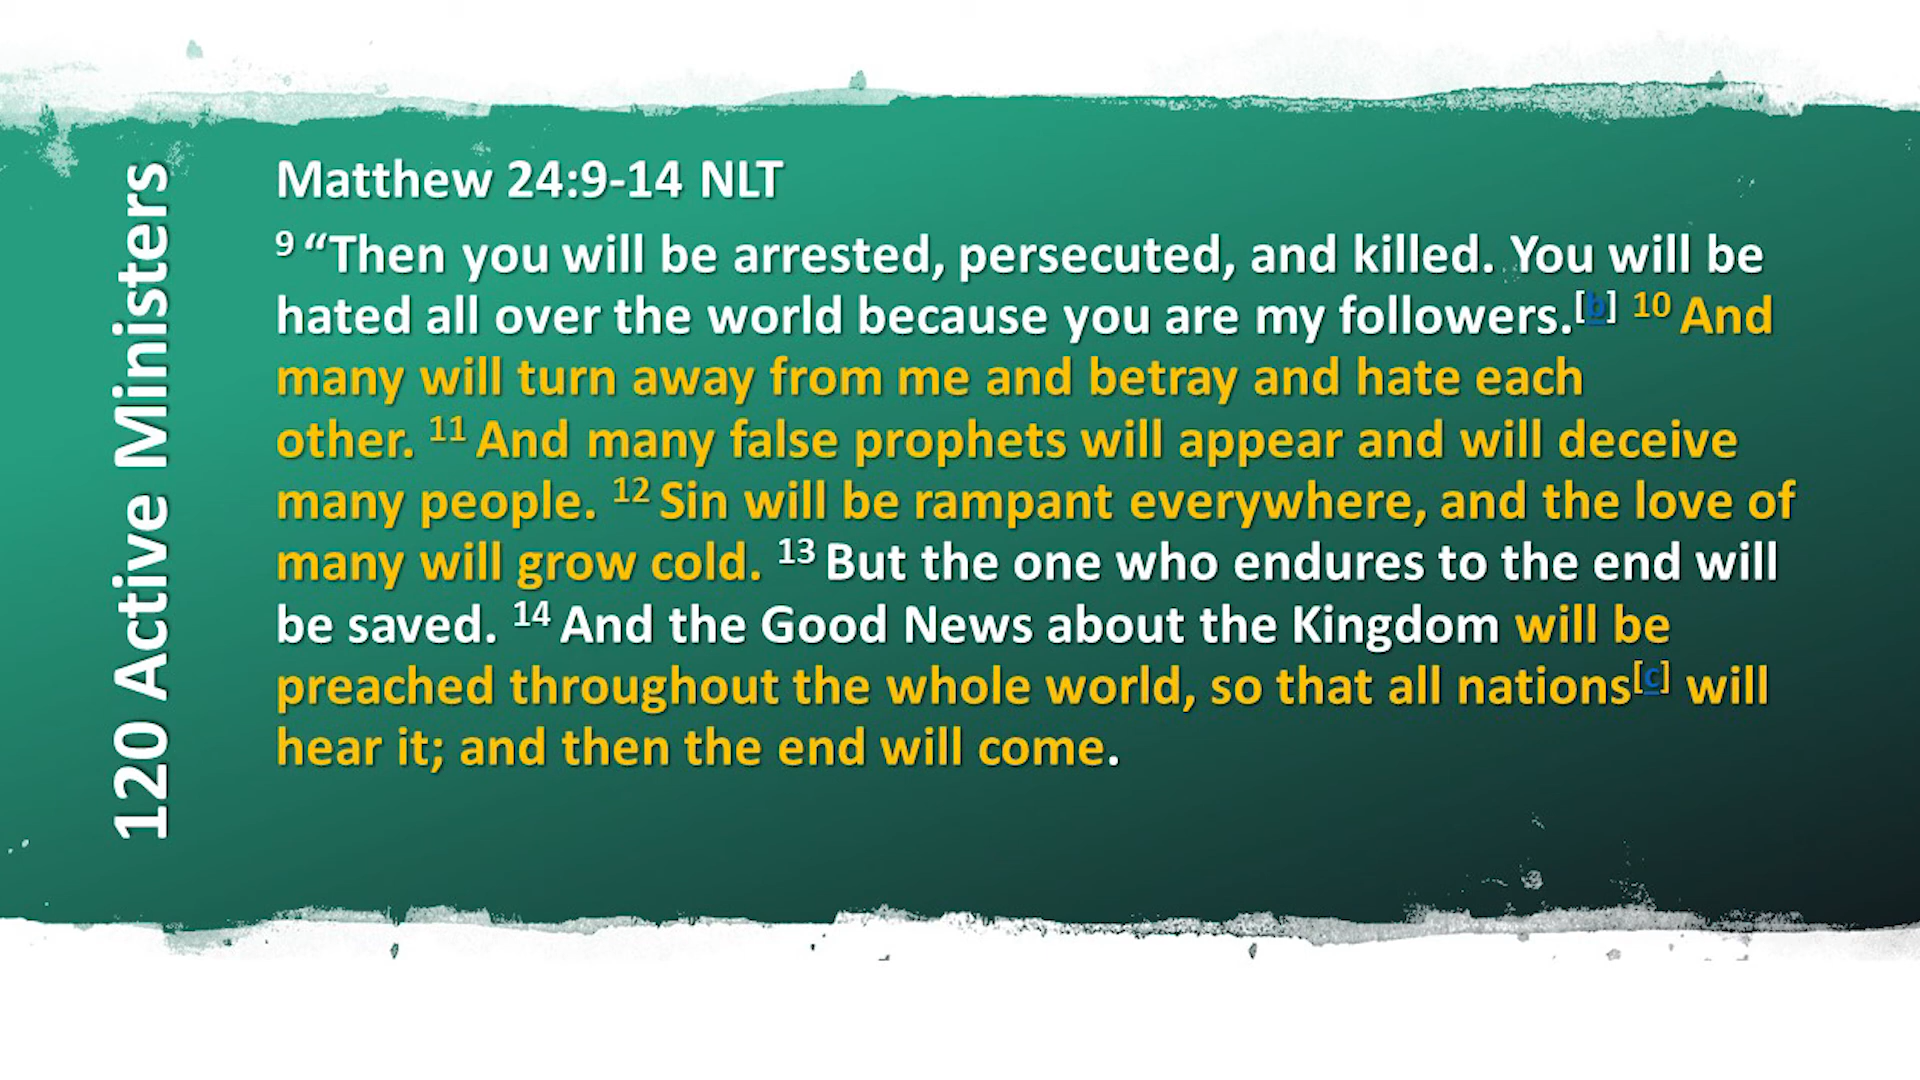 120 Active Ministers
Matthew 24:9-14 NLT
9 “Then you will be arrested, persecuted, and killed. You will be
hated all over the world because you are my followers.[b] 10 And
many will turn away from me and betray and hate each
other. 11 And many false prophets will appear and will deceive
many people. 12 Sin will be rampant everywhere, and the love of
many will grow cold. 13 But the one who endures to the end will
be saved. 14 And the Good News about the Kingdom will be
preached throughout the whole world, so that all nations[c] will
hear it; and then the end will come.